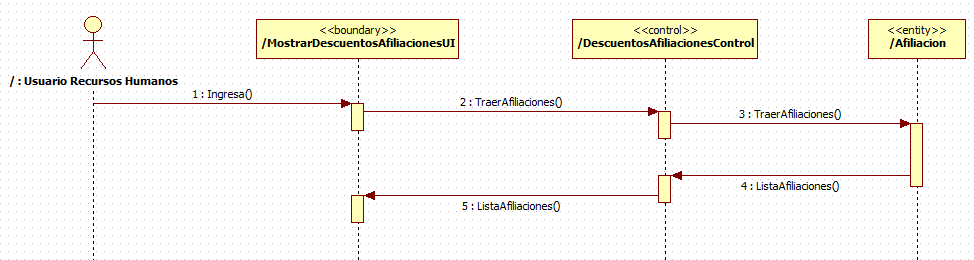 <<boundary>>
/MostrarDescuentosAfiliacionesUI
<<control>>
/DescuentosAfiliacionesControl
<<entity>>
/Afiliacion
/ : Usuario Recursos Humanos
1 : Ingresa()
2 : TraerAfiliaciones()
3 : TraerAfiliaciones()
4 : ListaAfiliaciones()
5 : ListaAfiliaciones()